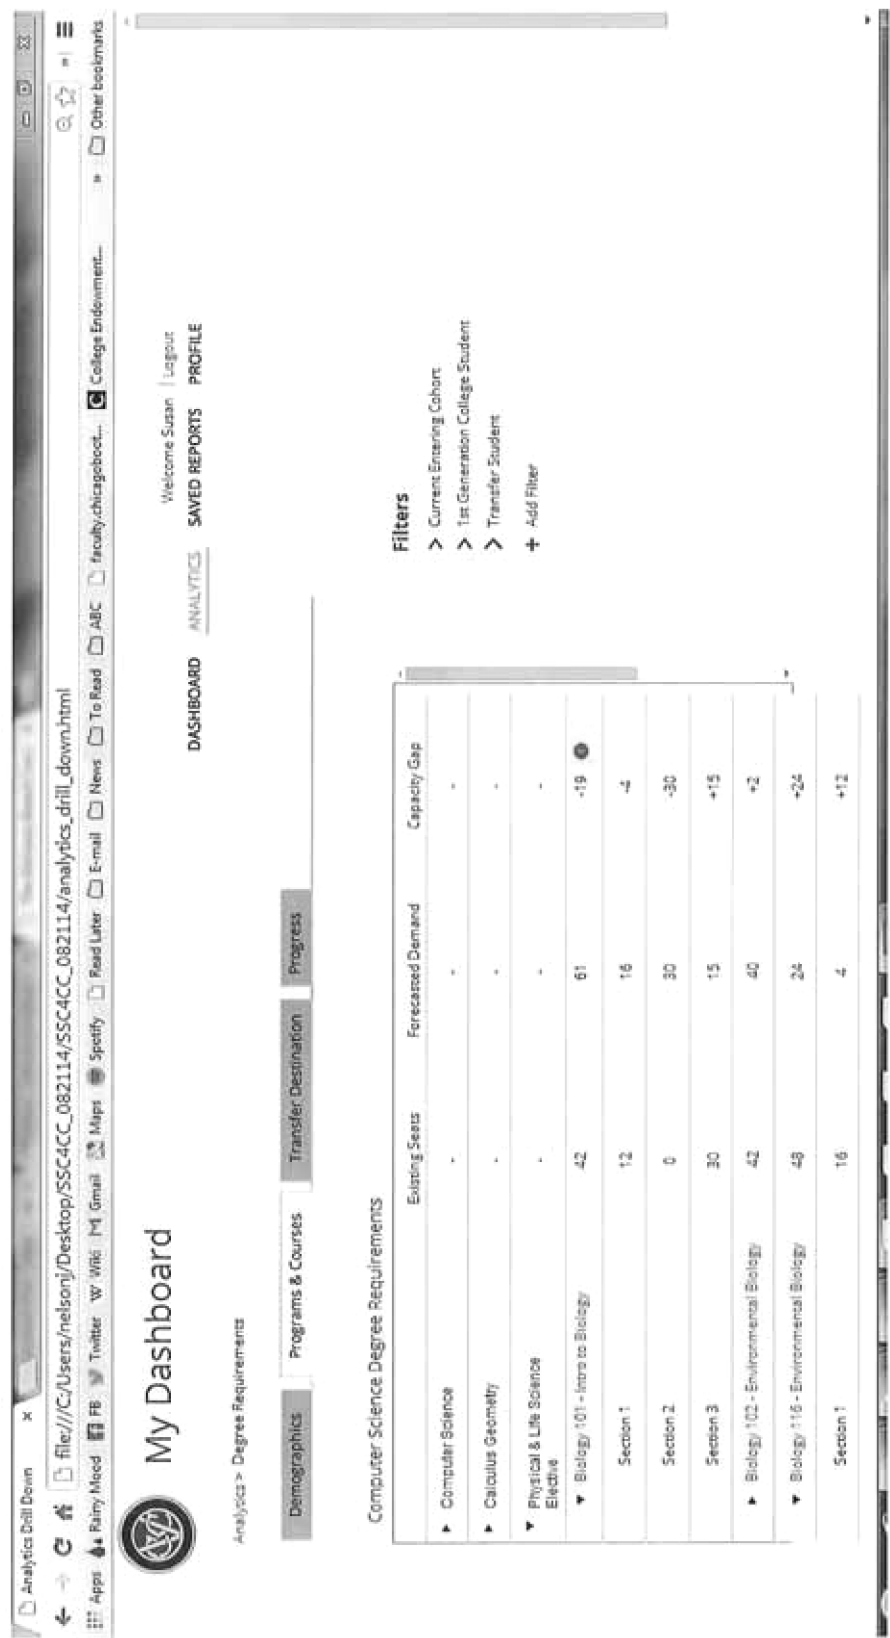 Analytics Drill Down ×
file:///C:/Users/nelsonj/Desktop/SSC4CC_082114/SSC4CC_082114/analytics_drill_down.html
Apps Rainy Mood FB Twitter W Wiki Gmail Maps Spotify Read Later E-mail News To Read ABC faculty.chicagoboot... C College Endowment... » Other bookmarks
My Dashboard
Welcome Susan | Logout
DASHBOARD ANALYTICS SAVED REPORTS PROFILE
Analytics > Degree Requirements
Demographics Programs & Courses Transfer Destination Progress
Computer Science Degree Requirements
Existing Seats Forecasted Demand Capacity Gap
Computer Science - - -
Calculus Geometry - - -
Physical & Life Science - - -
Elective
Biology 101 - Intro to Biology 42 61 -19
Section 1 12 16 -4
Section 2 0 30 -30
Section 3 30 15 +15
Biology 102 - Environmental Biology 42 40 +2
Biology 116 - Environmental Biology 48 24 +24
Section 1 16 4 +12
Filters
> Current Entering Cohort
> 1st Generation College Student
> Transfer Student
+ Add Filter